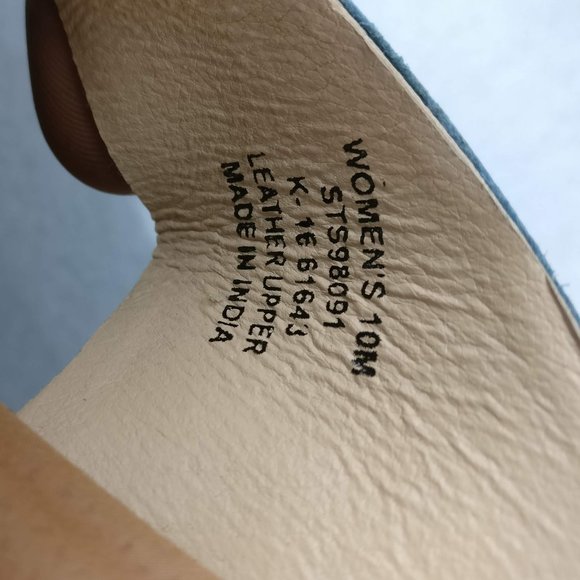 WOMEN'S 10M
STS98091
K-16 61643
LEATHER UPPER
MADE IN INDIA